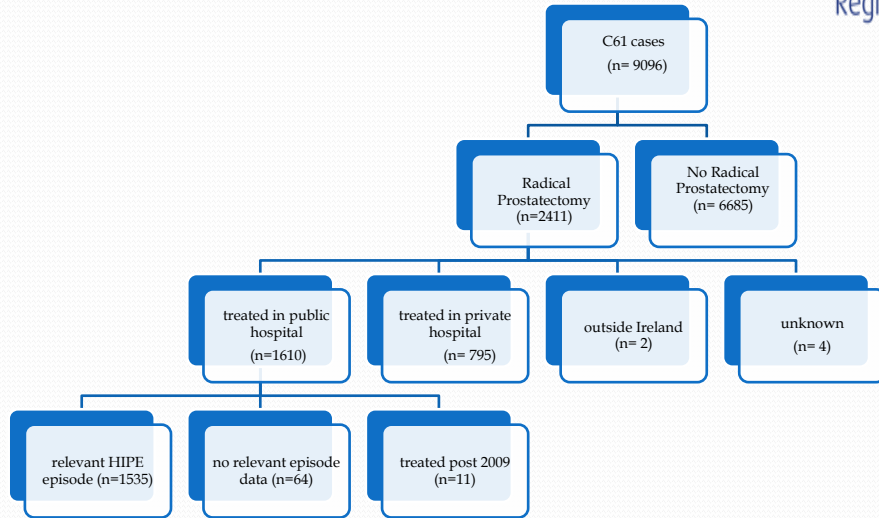 C61 cases
(n= 9096)
Radical
Prostatectomy
(n=2411)
No Radical
Prostatectomy
(n= 6685)
treated in public
hospital
(n=1610)
treated in private
hospital
(n= 795)
outside Ireland
(n= 2)
unknown
(n= 4)
relevant HIPE
episode (n=1535)
no relevant episode
data (n=64)
treated post 2009
(n=11)